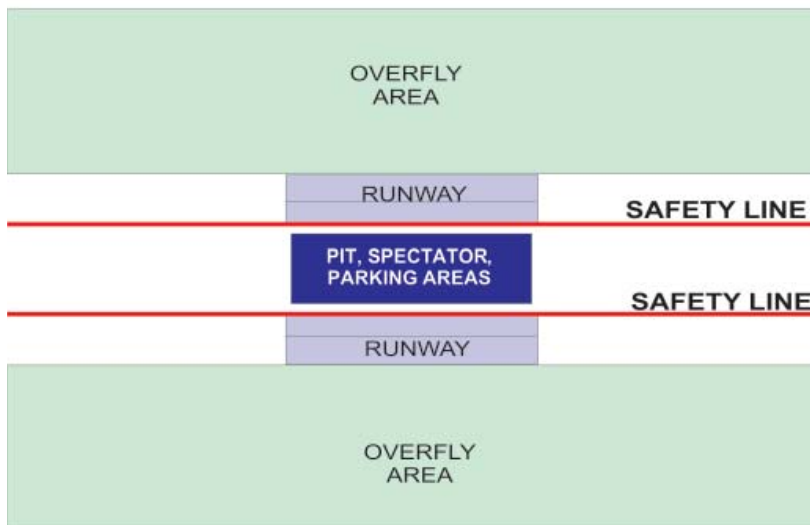 OVERFLY
AREA
RUNWAY
SAFETY LINE
PIT, SPECTATOR,
PARKING AREAS
SAFETY LINE
RUNWAY
OVERFLY
AREA